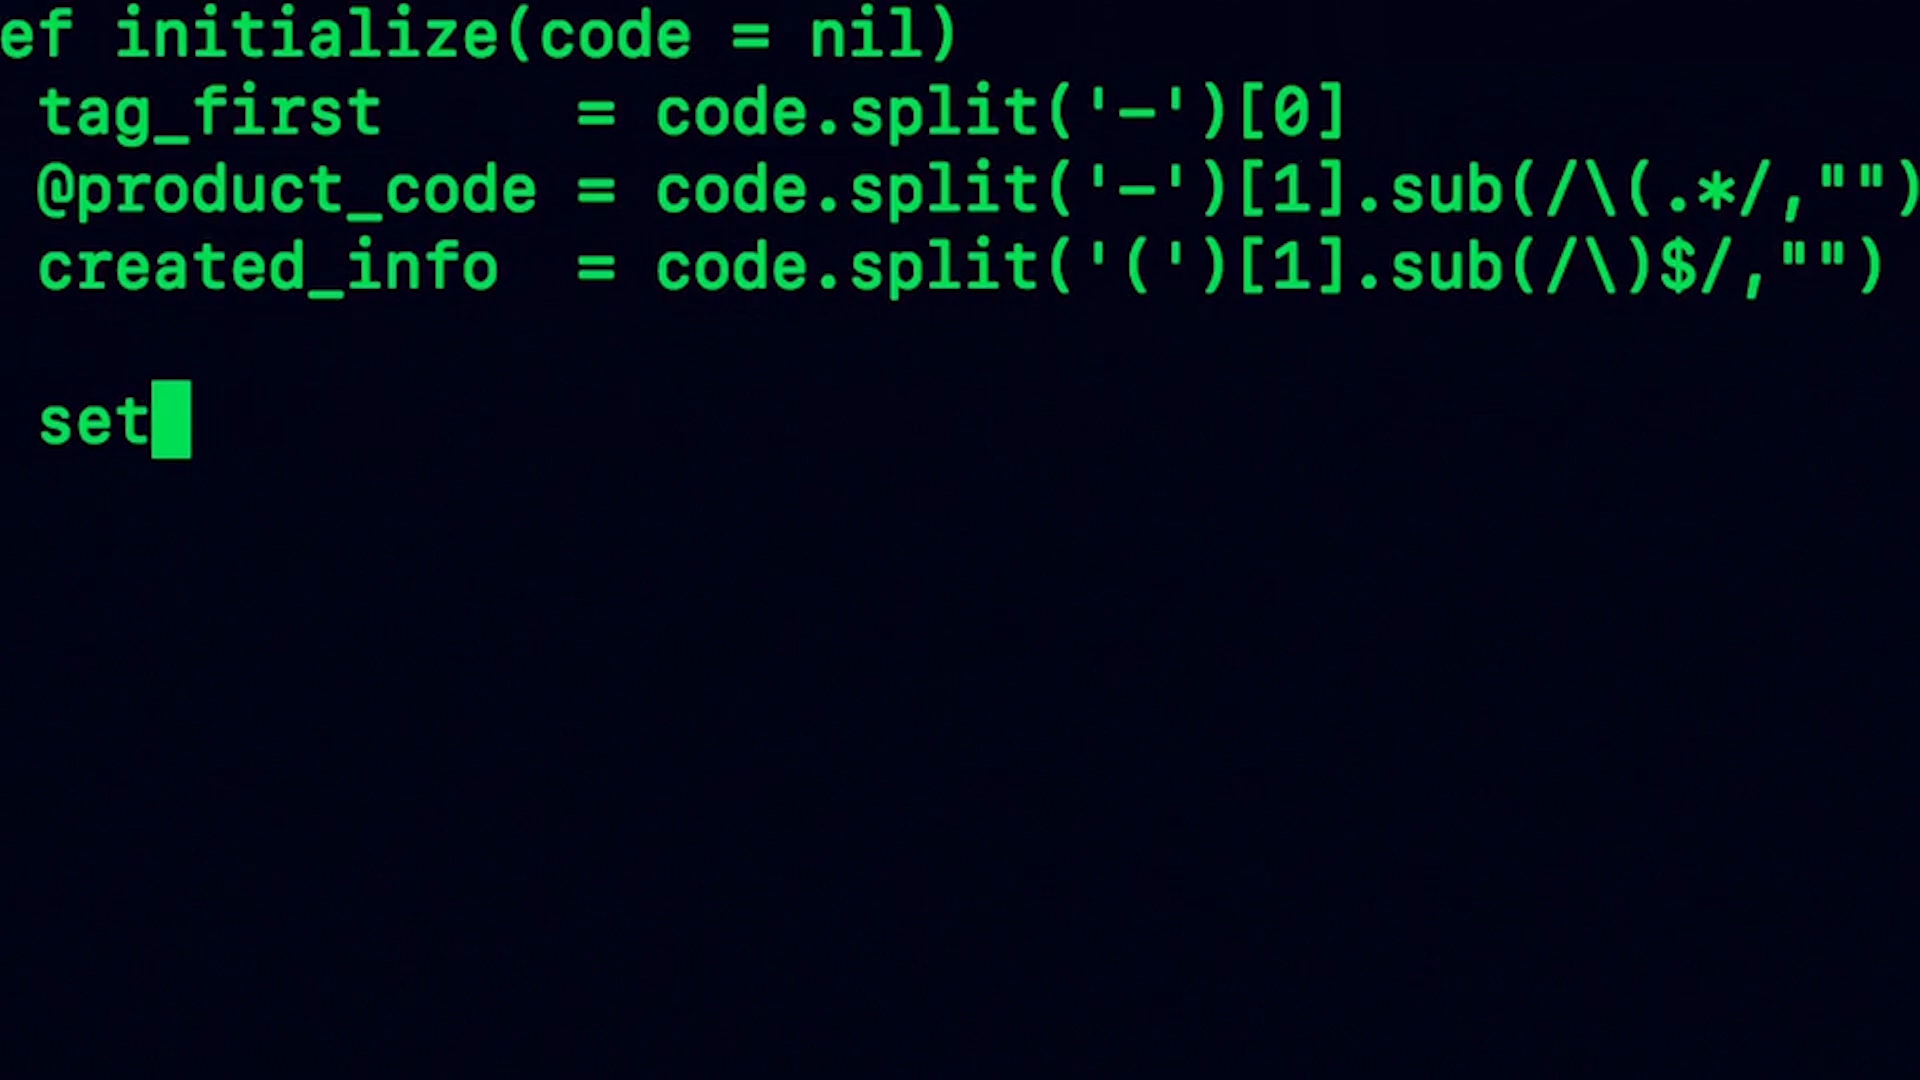 ef initialize(code = nil)
tag_first     = code.split('-')[0]
@product_code = code.split('-')[1].sub(/\(.*/,"")
created_info  = code.split('(')[1].sub(/\)$/,"")
set